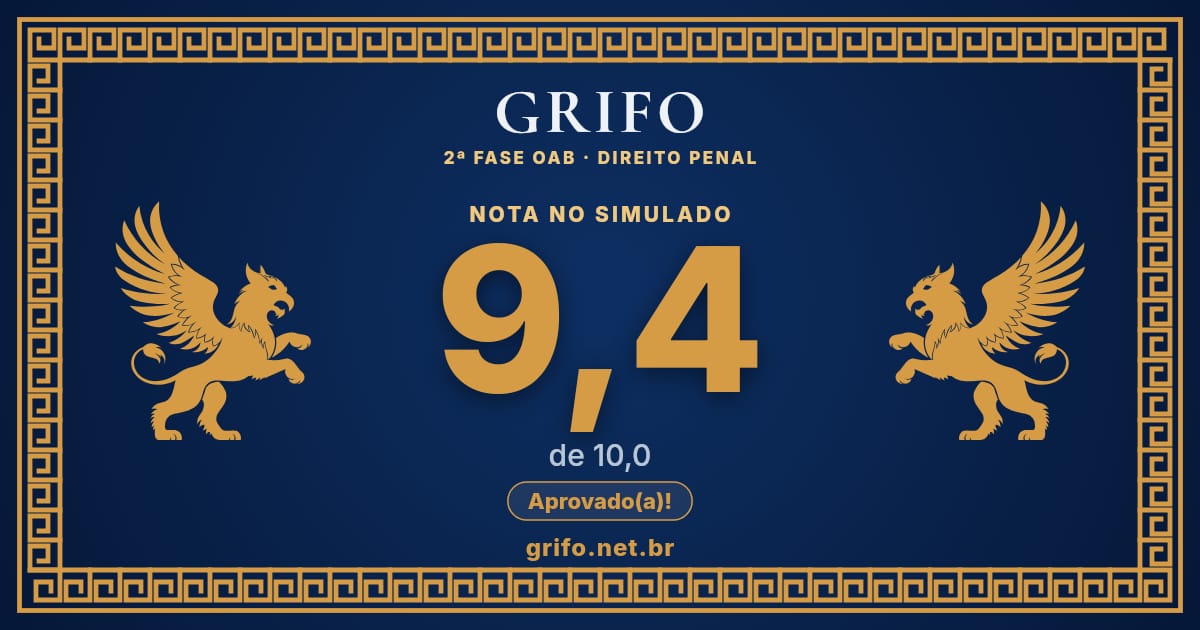 GRIFO
2ª FASE OAB · DIREITO PENAL
NOTA NO SIMULADO
9,4
de 10,0
Aprovado(a)!
grifo.net.br